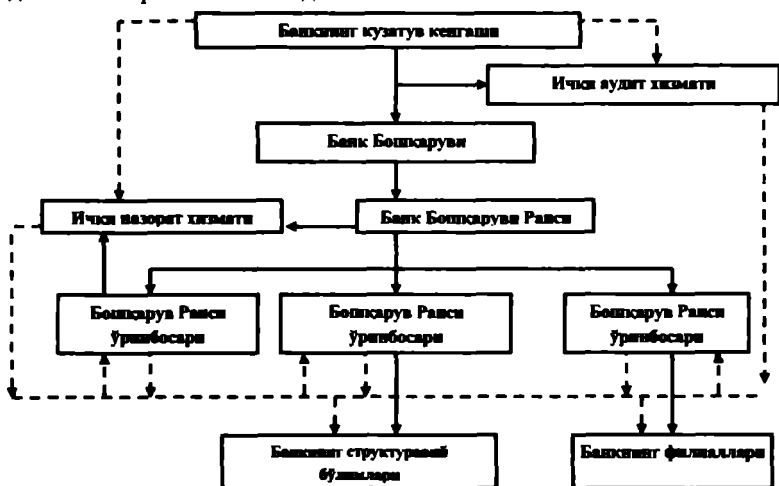 Банкнинг кузатув кенгаши
Ички аудит хизмати
Банк Бошқаруви
Ички назорат хизмати
Банк Бошқаруви Раиси
Бошқарув Раиси
ўринбосари
Бошқарув Раиси
ўринбосари
Бошқарув Раиси
ўринбосари
Банкнинг структуравий
бўлимлари
Банкнинг филиаллари